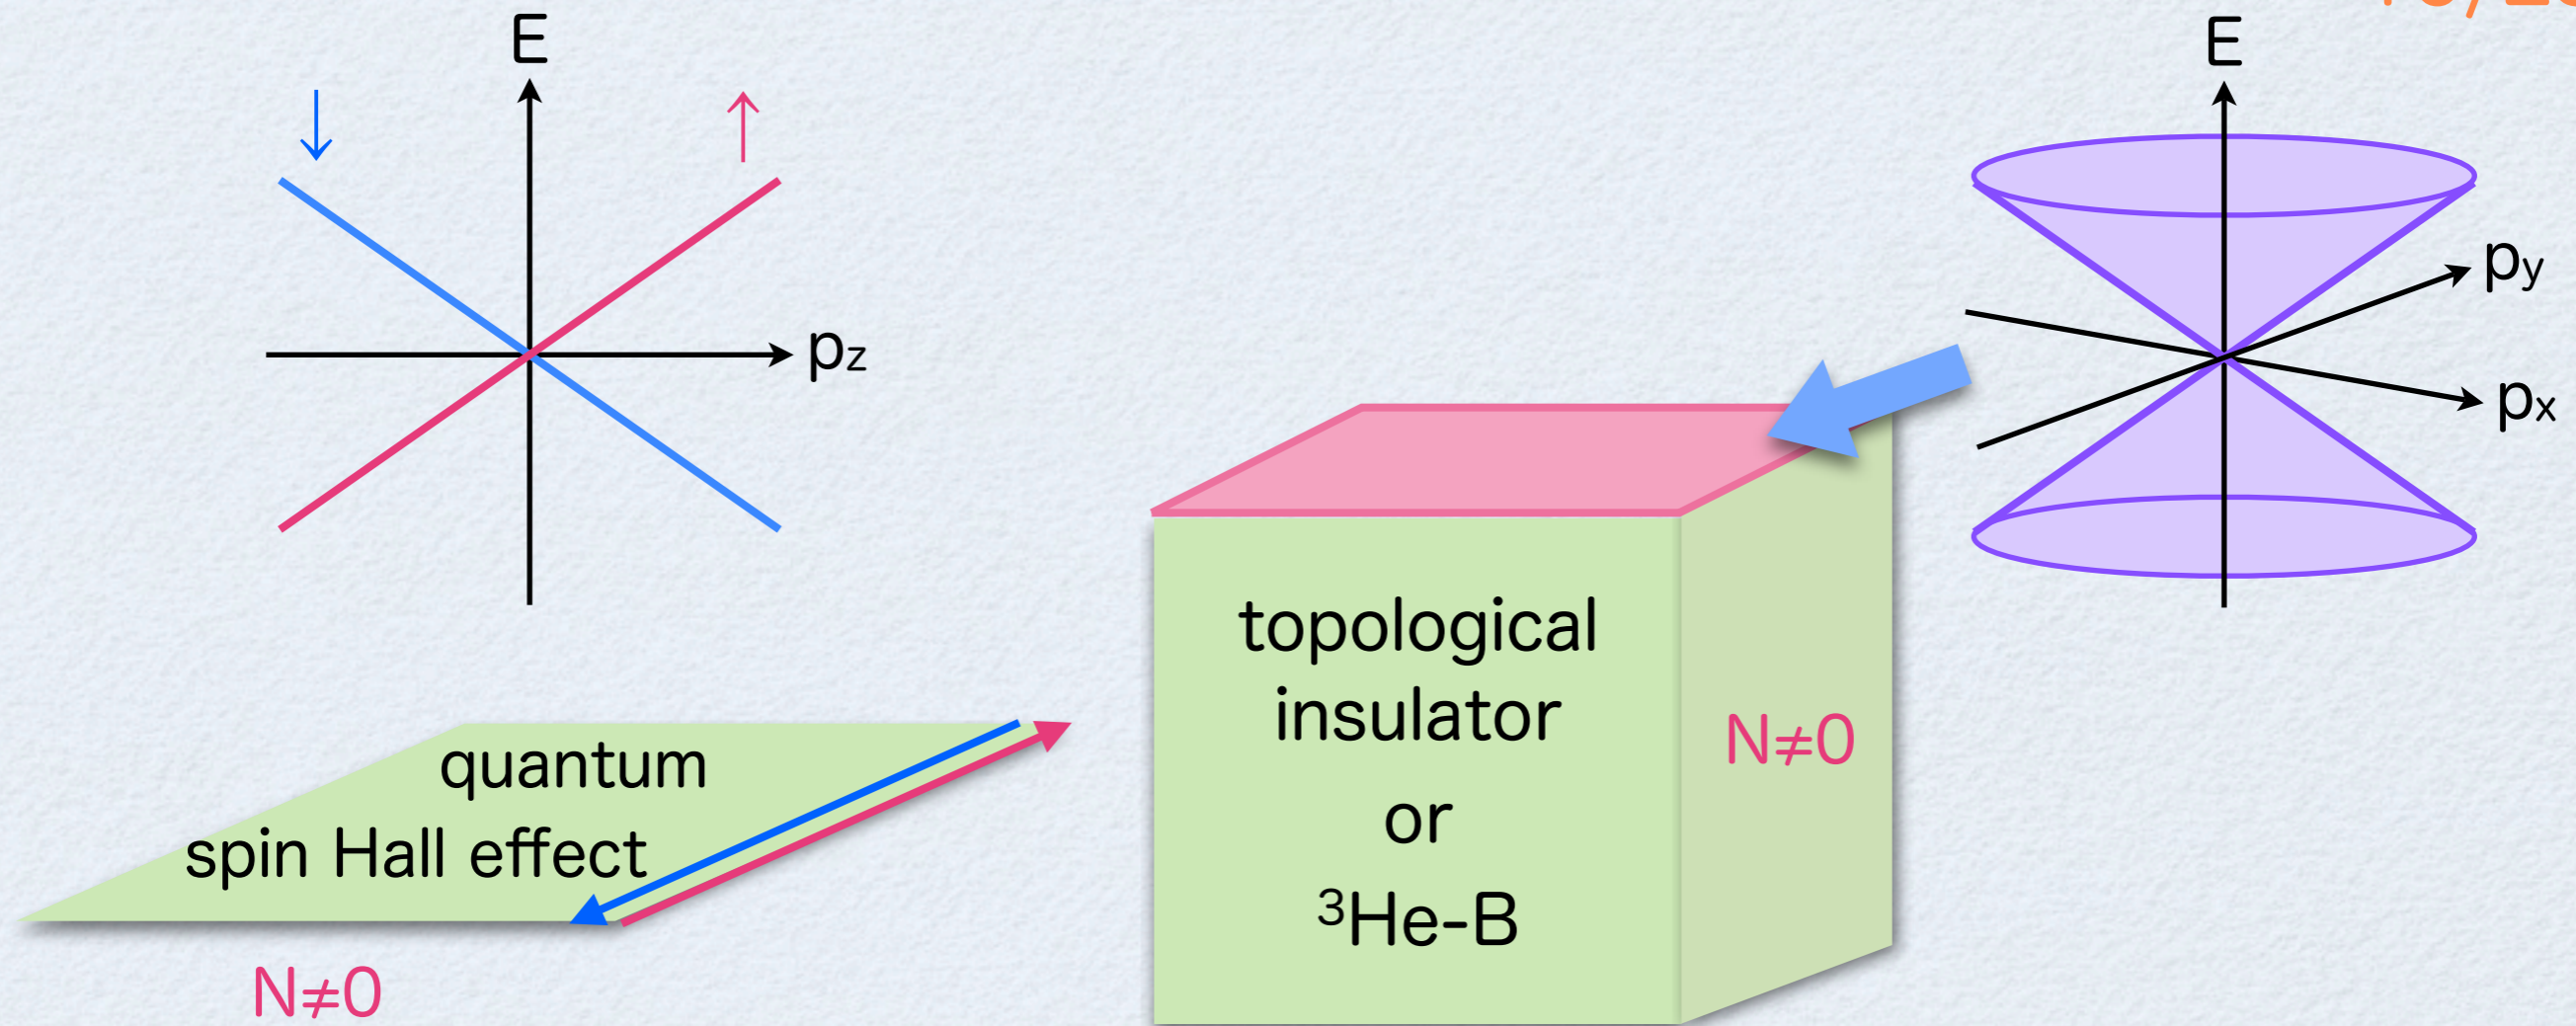 E
E
↓
↑
py
pz
px
topological
insulator
or
³He-B
N≠0
quantum
spin Hall effect
N≠0